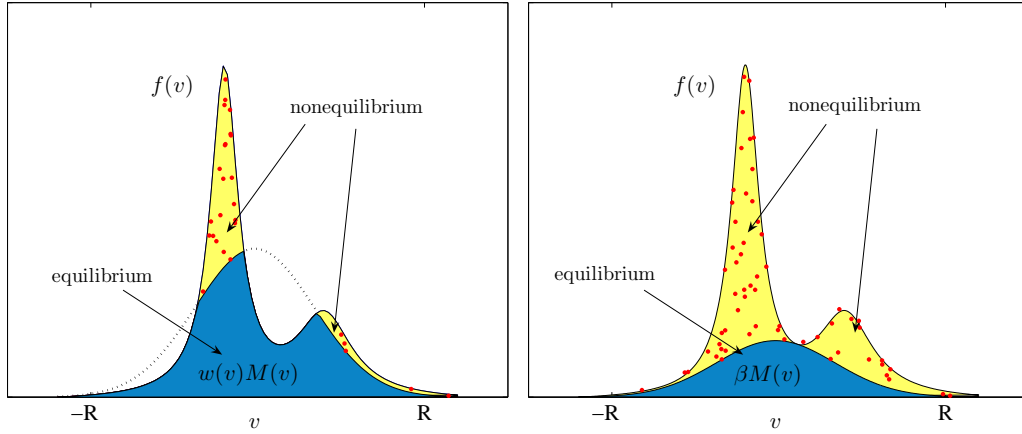 f(v)
nonequilibrium
equilibrium
w(v)M(v)
−R
v
R
f(v)
nonequilibrium
equilibrium
βM(v)
−R
v
R